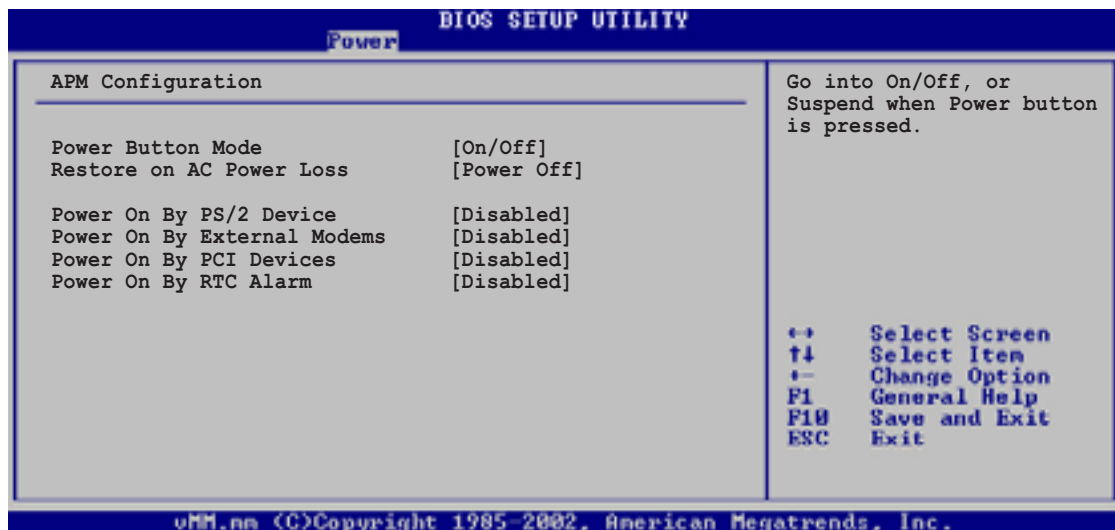 BIOS SETUP UTILITY
Power
APM Configuration
Power Button Mode [On/Off]
Restore on AC Power Loss [Power Off]
Power On By PS/2 Device [Disabled]
Power On By External Modems [Disabled]
Power On By PCI Devices [Disabled]
Power On By RTC Alarm [Disabled]
Go into On/Off, or
Suspend when Power button
is pressed.
←→ Select Screen
↑↓ Select Item
+- Change Option
F1 General Help
F10 Save and Exit
ESC Exit
vMM.mm (C)Copyright 1985-2002, American Megatrends, Inc.